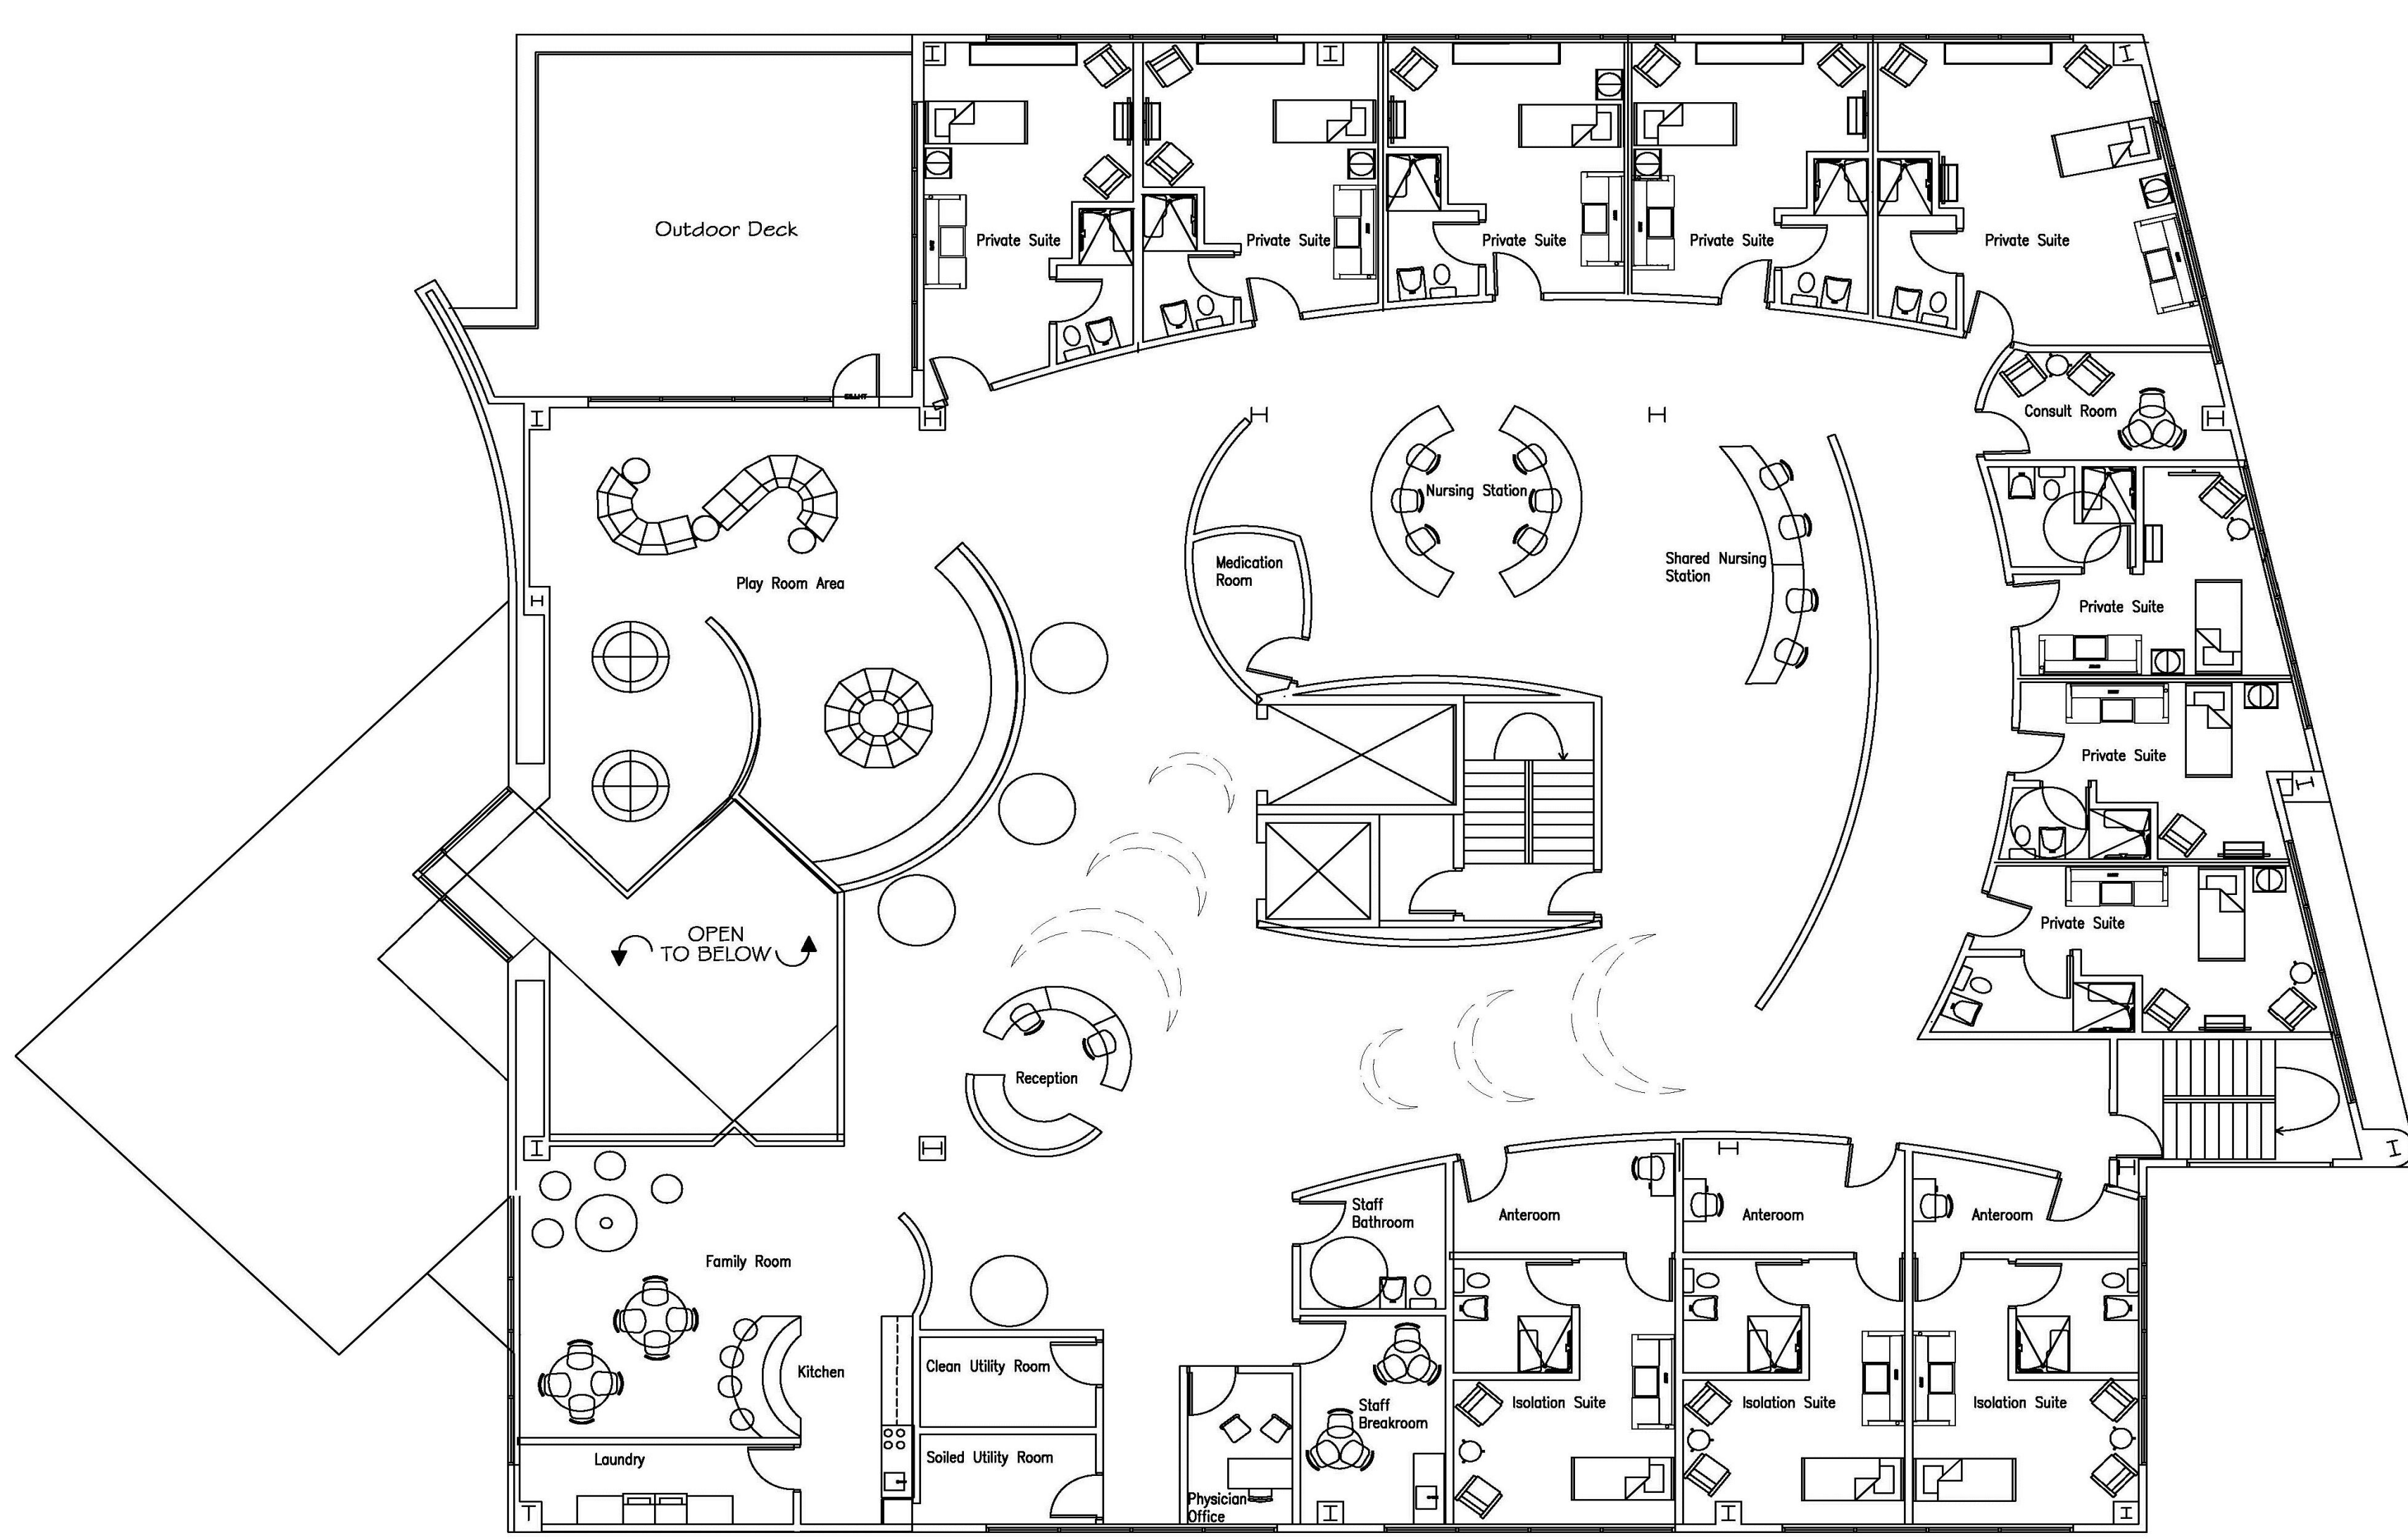 Outdoor Deck
Private Suite
Private Suite
Private Suite
Private Suite
Private Suite
Consult Room
Nursing Station
Play Room Area
Medication
Room
Shared Nursing
Station
Private Suite
Private Suite
Private Suite
OPEN
TO BELOW
Reception
Staff
Bathroom
Anteroom
Anteroom
Anteroom
Family Room
Kitchen
Clean Utility Room
Staff
Breakroom
Isolation Suite
Isolation Suite
Isolation Suite
Laundry
Soiled Utility Room
Physician
Office